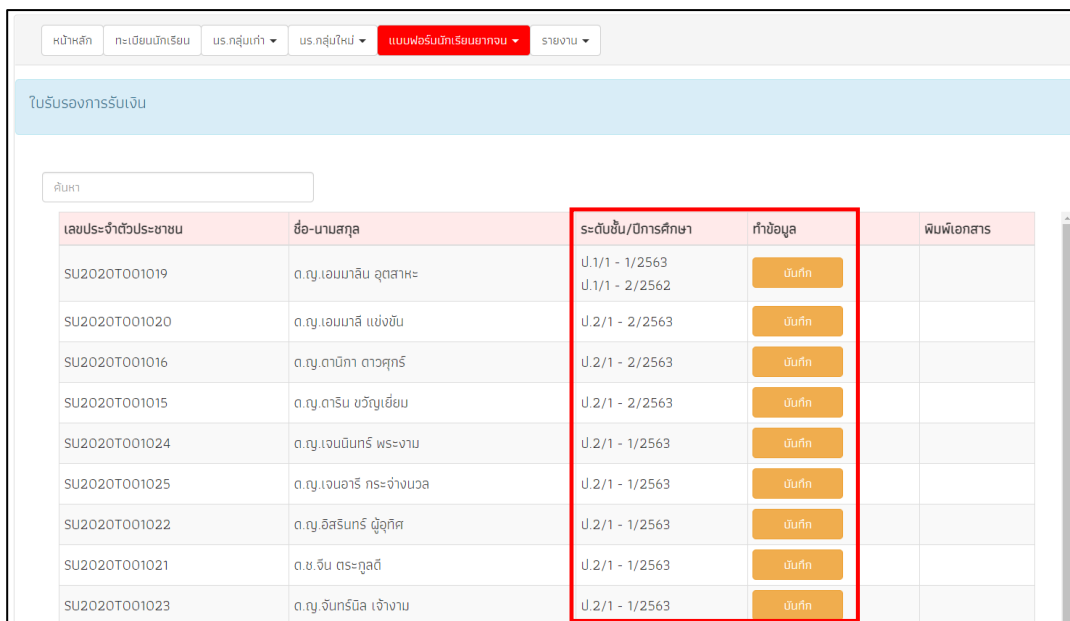 หน้าหลัก ทะเบียนนักเรียน นร.กลุ่มเก่า นร.กลุ่มใหม่ แบบฟอร์มนักเรียนยากจน รายงาน
ใบรับรองการรับเงิน
ค้นหา
เลขประจำตัวประชาชน ชื่อ-นามสกุล ระดับชั้น/ปีการศึกษา ทำข้อมูล พิมพ์เอกสาร
SU2020T001019 ด.ญ.เอมมาลิน อุตสาหะ ป.1/1 - 1/2563 บันทึก
ป.1/1 - 2/2562
SU2020T001020 ด.ญ.เอมมาลี แข่งขัน ป.2/1 - 2/2563 บันทึก
SU2020T001016 ด.ญ.ดานิกา ดาวศุกร์ ป.2/1 - 2/2563 บันทึก
SU2020T001015 ด.ญ.ดาริน ขวัญเยี่ยม ป.2/1 - 2/2563 บันทึก
SU2020T001024 ด.ญ.เจนนินทร์ พระงาม ป.2/1 - 1/2563 บันทึก
SU2020T001025 ด.ญ.เจนอารี กระจ่างนวล ป.2/1 - 1/2563 บันทึก
SU2020T001022 ด.ญ.อิสรินทร์ ผู้อุทิศ ป.2/1 - 1/2563 บันทึก
SU2020T001021 ด.ช.จีน ตระกูลดี ป.2/1 - 1/2563 บันทึก
SU2020T001023 ด.ญ.จันทร์นิล เจ้างาม ป.2/1 - 1/2563 บันทึก